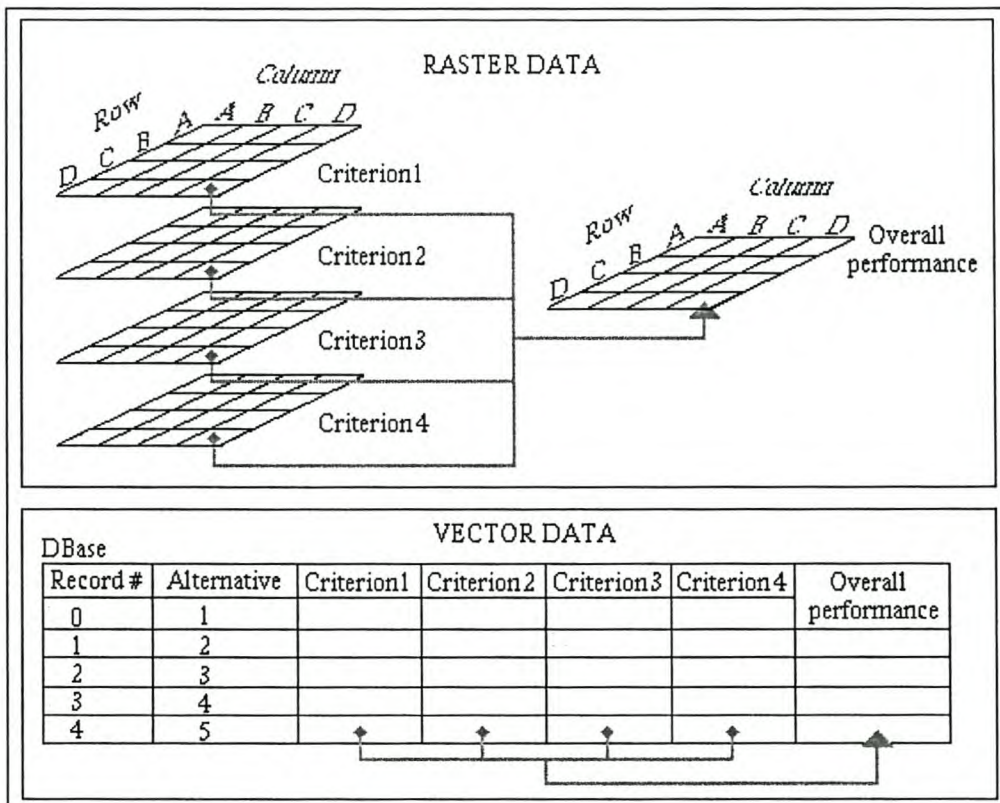 RASTER DATA
Column
Row
A B C D
D C B A
Criterion1
Criterion2
Criterion3
Criterion4
Column
Row
A B C D
D C B A
Overall
performance
VECTOR DATA
DBase
Record # Alternative Criterion1 Criterion2 Criterion3 Criterion4 Overall performance
0 1
1 2
2 3
3 4
4 5